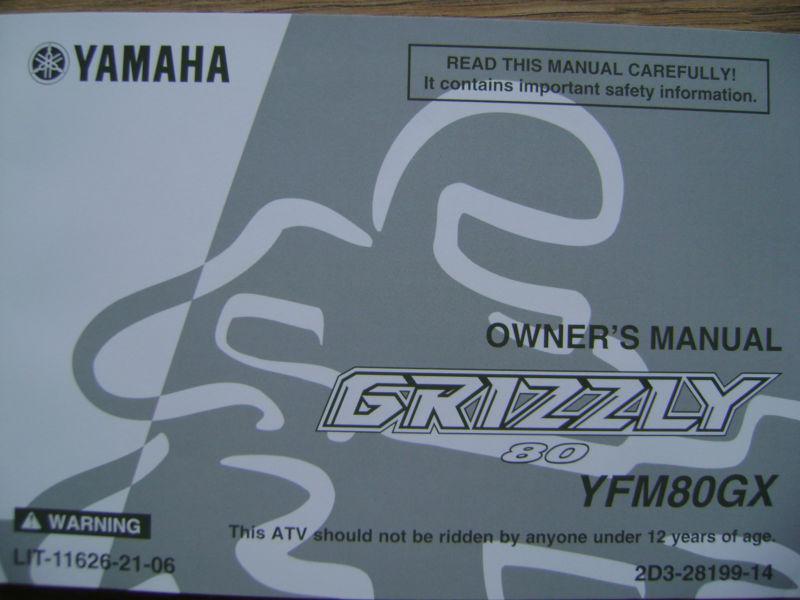 YAMAHA
READ THIS MANUAL CAREFULLY!
It contains important safety information.
OWNER'S MANUAL
GRIZZLY
80
YFM80GX
WARNING
This ATV should not be ridden by anyone under 12 years of age.
LIT-11626-21-06
2D3-28199-14